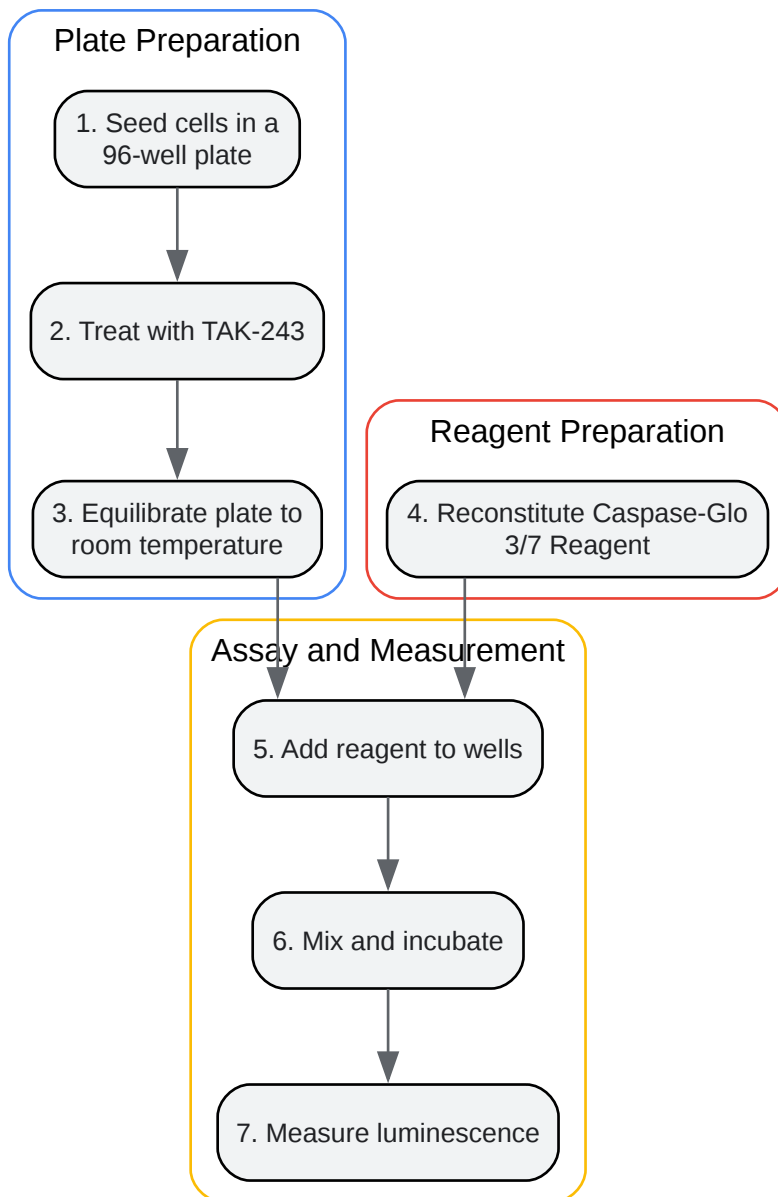 Plate Preparation
1. Seed cells in a
96-well plate
2. Treat with TAK-243
3. Equilibrate plate to
room temperature
Reagent Preparation
4. Reconstitute Caspase-Glo
3/7 Reagent
Assay and Measurement
5. Add reagent to wells
6. Mix and incubate
7. Measure luminescence